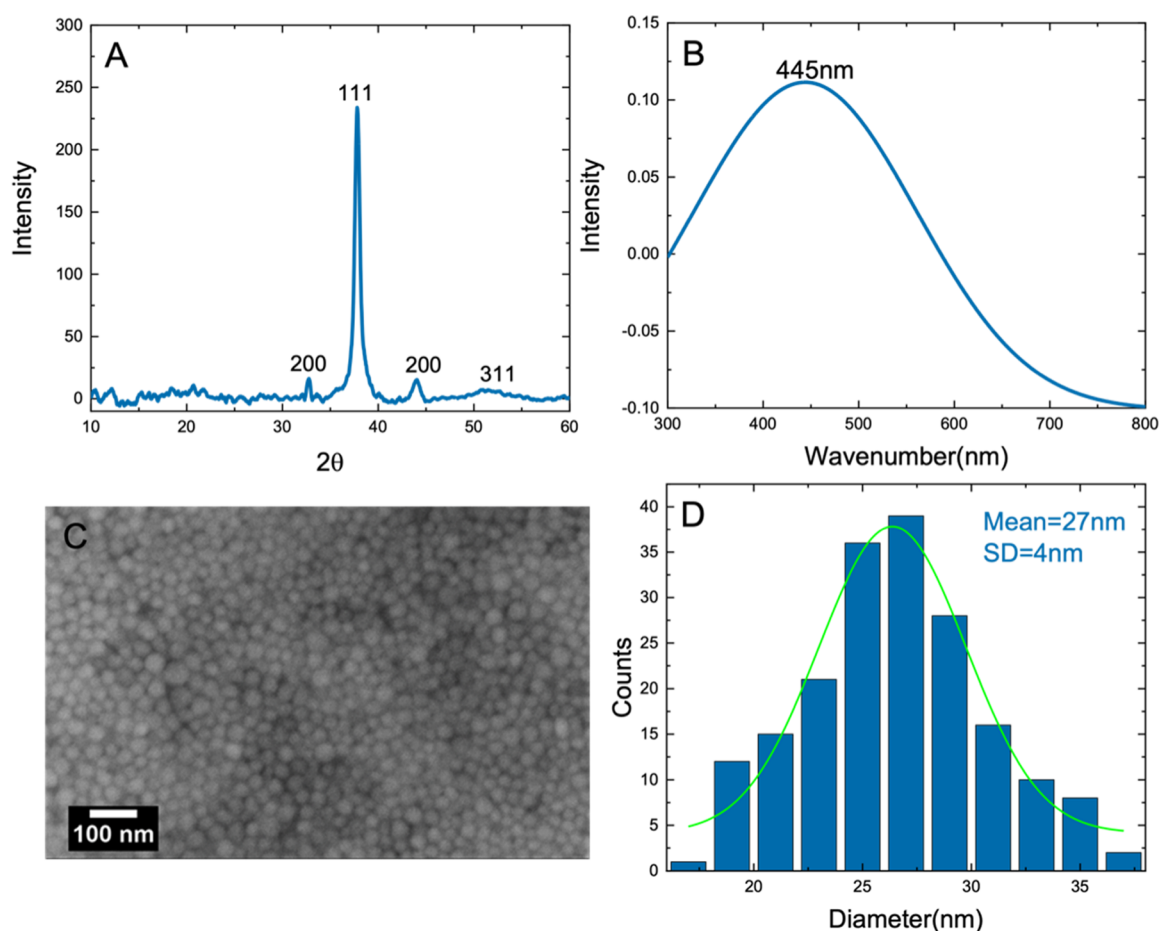 A
300
250
200
150
100
50
0
Intensity
111
200
200
311
10 20 30 40 50 60
2θ
B
0.15
0.10
0.05
0.00
-0.05
-0.10
Intensity
445nm
300 400 500 600 700 800
Wavenumber(nm)
C
100 nm
D
Mean=27nm
SD=4nm
40
35
30
25
20
15
10
5
0
Counts
20 25 30 35
Diameter(nm)